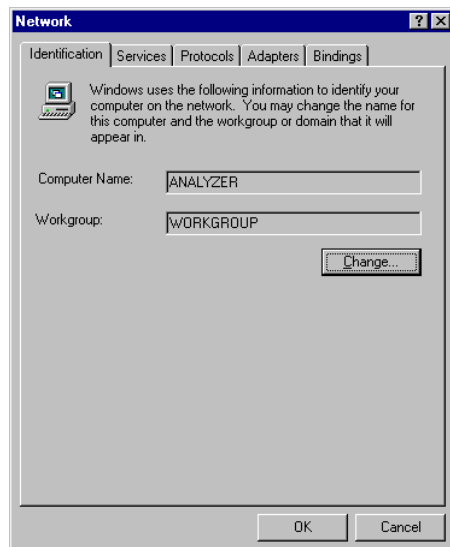 Network
Identification Services Protocols Adapters Bindings
Windows uses the following information to identify your
computer on the network. You may change the name for
this computer and the workgroup or domain that it will
appear in.
Computer Name: ANALYZER
Workgroup: WORKGROUP
Change...
OK Cancel